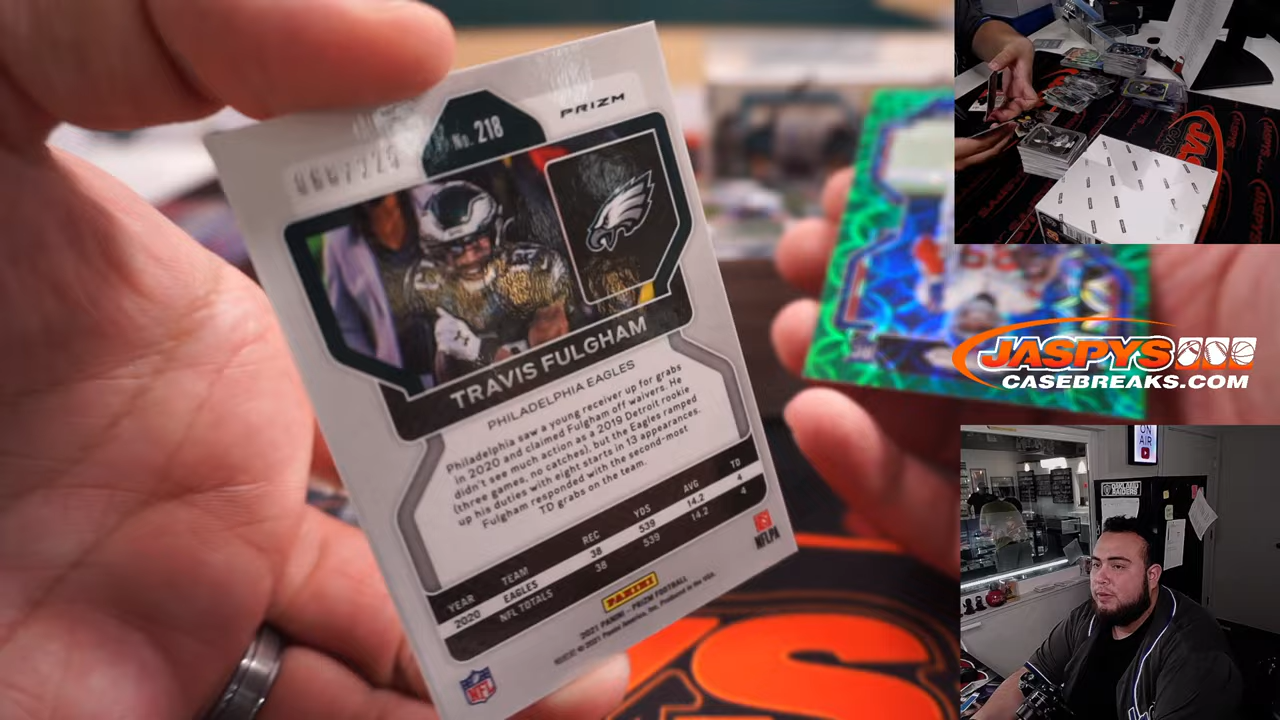 No. 218
PRIZM
TRAVIS FULGHAM
PHILADELPHIA EAGLES
Philadelphia saw a young receiver up for grabs
in 2020 and claimed Fulgham off waivers. He
didn't see much action as a 2019 Detroit rookie
(three games, no catches), but the Eagles ramped
up his duties with eight starts in 13 appearances.
Fulgham responded with the second-most
TD grabs on the team.
YEAR TEAM REC YDS AVG TD
2020 EAGLES 38 539 14.2 4
NFL TOTALS 38 539 14.2 4
PANINI
2021 PANINI - PRIZM FOOTBALL
© 2021 Panini America, Inc. Produced in the USA.
NFL
NFLPA
JASPYS
CASEBREAKS.COM
ON
AIR
OAKLAND
RAIDERS